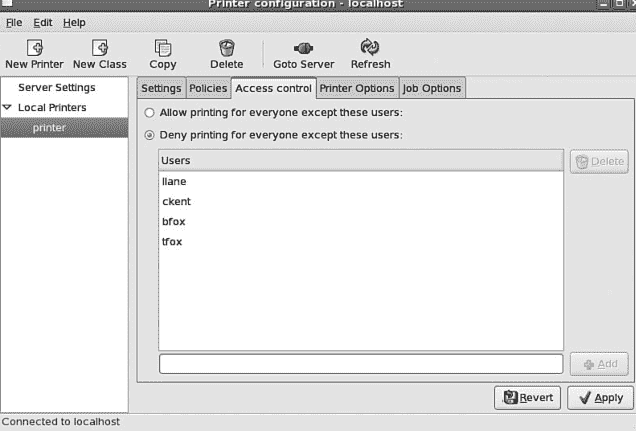 Printer configuration - localhost
File Edit Help
New Printer New Class Copy Delete Goto Server Refresh
Server Settings
Local Printers
printer
Settings Policies Access control Printer Options Job Options
Allow printing for everyone except these users:
Deny printing for everyone except these users:
Users
Delete
llane
ckent
bfox
tfox
Add
Revert Apply
Connected to localhost